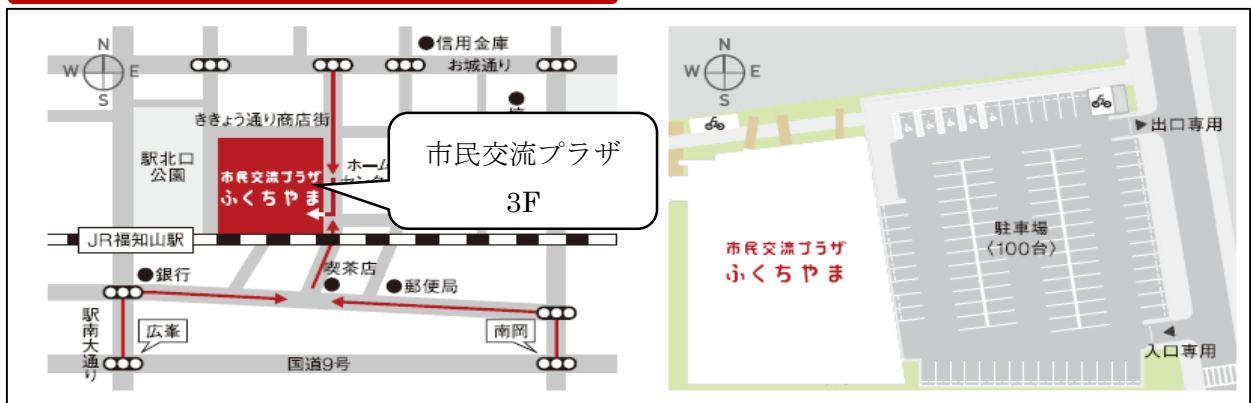 N
W E
S
●信用金庫
お城通り
ききょう通り商店街
駅北口
公園
市民交流プラザ
ふくちやま
ホーム
市民交流プラザ
3F
JR福知山駅
●銀行
喫茶店
●郵便局
駅南大通り
広峯
南岡
国道9号
N
W E
S
▶出口専用
駐車場
〈100台〉
市民交流プラザ
ふくちやま
◀
入口専用